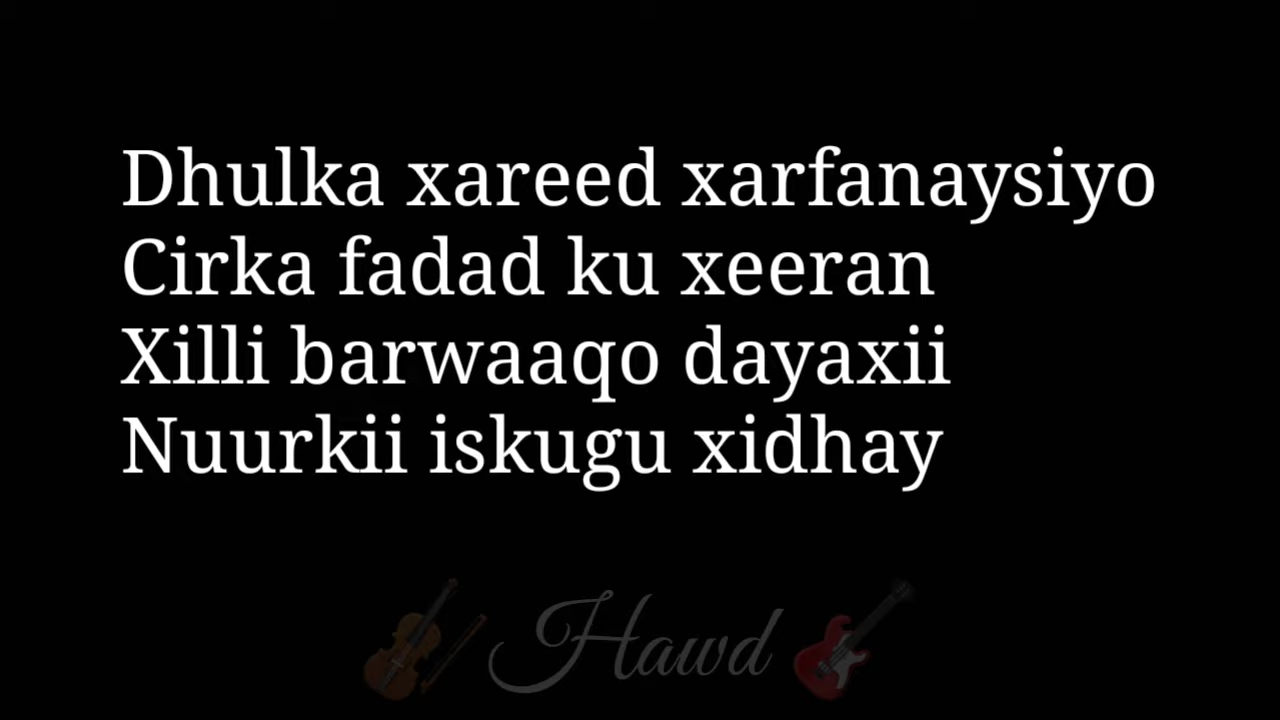 Dhulka xareed xarfanaysiyo
Cirka fadad ku xeeran
Xilli barwaaqo dayaxii
Nuurkii iskugu xidhay
Hawd